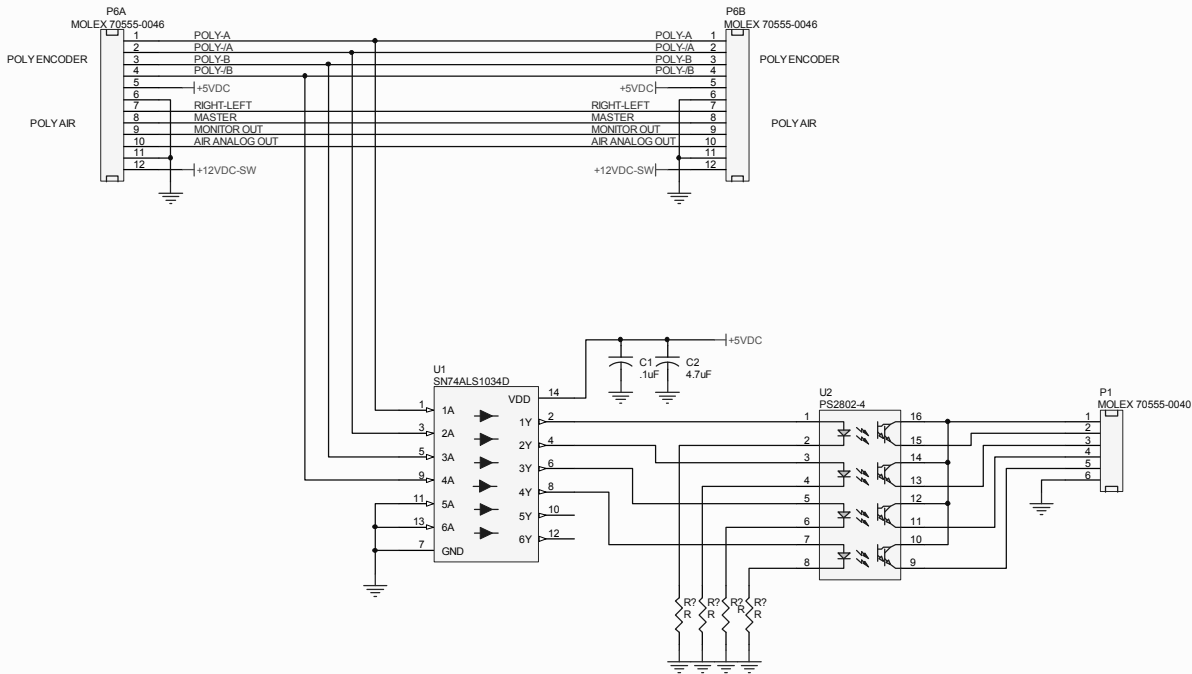 P6A
MOLEX 70555-0046
P6B
MOLEX 70555-0046
1 POLY-A POLY-A 1
2 POLY-/A POLY-/A 2
POLY ENCODER 3 POLY-B POLY-B 3 POLY ENCODER
4 POLY-/B POLY-/B 4
5 +5VDC +5VDC 5
6 6
7 RIGHT-LEFT RIGHT-LEFT 7
POLY AIR 8 MASTER MASTER 8 POLY AIR
9 MONITOR OUT MONITOR OUT 9
10 AIR ANALOG OUT AIR ANALOG OUT 10
11 11
12 +12VDC-SW +12VDC-SW 12
+5VDC
C1
.1uF
C2
4.7uF
U1
SN74ALS1034D
VDD 14
1 1A
1Y 2
3 2A
2Y 4
5 3A
3Y 6
9 4A
4Y 8
11 5A
5Y 10
13 6A
6Y 12
7 GND
U2
PS2802-4
1 16
2 15
3 14
4 13
5 12
6 11
7 10
8 9
P1
MOLEX 70555-0040
1
2
3
4
5
6
R? R? R? R?
R R R R